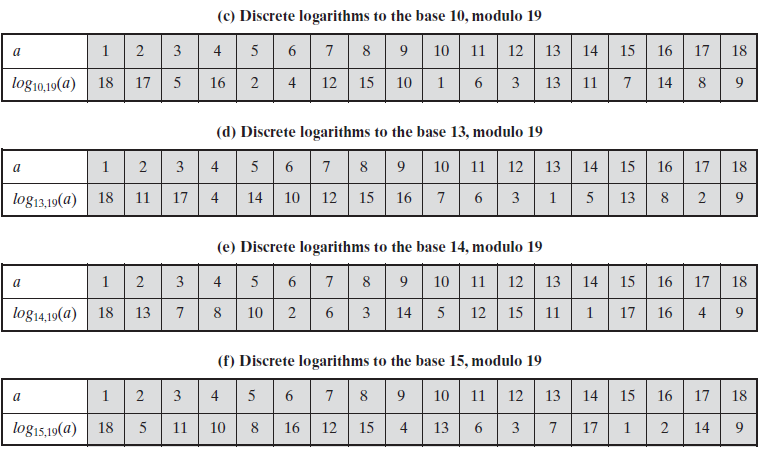 (c) Discrete logarithms to the base 10, modulo 19
a 1 2 3 4 5 6 7 8 9 10 11 12 13 14 15 16 17 18
log10,19(a) 18 17 5 16 2 4 12 15 10 1 6 3 13 11 7 14 8 9
(d) Discrete logarithms to the base 13, modulo 19
a 1 2 3 4 5 6 7 8 9 10 11 12 13 14 15 16 17 18
log13,19(a) 18 11 17 4 14 10 12 15 16 7 6 3 1 5 13 8 2 9
(e) Discrete logarithms to the base 14, modulo 19
a 1 2 3 4 5 6 7 8 9 10 11 12 13 14 15 16 17 18
log14,19(a) 18 13 7 8 10 2 6 3 14 5 12 15 11 1 17 16 4 9
(f) Discrete logarithms to the base 15, modulo 19
a 1 2 3 4 5 6 7 8 9 10 11 12 13 14 15 16 17 18
log15,19(a) 18 5 11 10 8 16 12 15 4 13 6 3 7 17 1 2 14 9